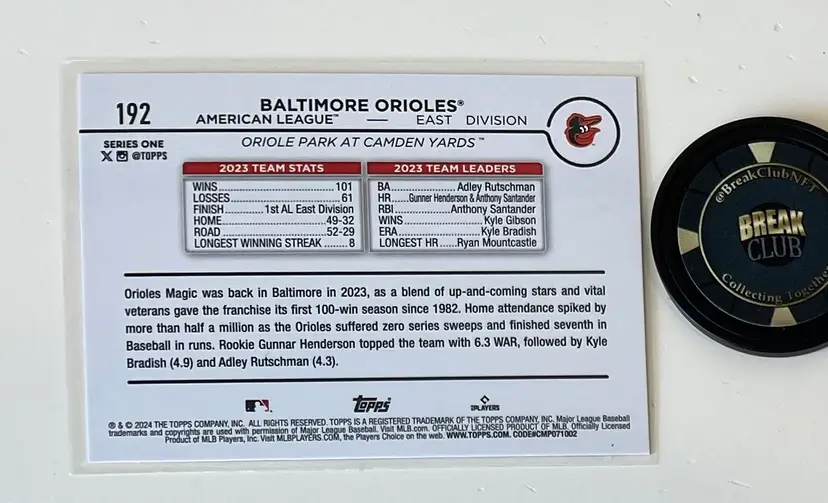 192
BALTIMORE ORIOLES®
AMERICAN LEAGUE™ — EAST DIVISION
SERIES ONE
@TOPPS
ORIOLE PARK AT CAMDEN YARDS™
2023 TEAM STATS
WINS 101
LOSSES 61
FINISH 1st AL East Division
HOME 49-32
ROAD 52-29
LONGEST WINNING STREAK 8
2023 TEAM LEADERS
BA Adley Rutschman
HR Gunnar Henderson & Anthony Santander
RBI Anthony Santander
WINS Kyle Gibson
ERA Kyle Bradish
LONGEST HR Ryan Mountcastle
Orioles Magic was back in Baltimore in 2023, as a blend of up-and-coming stars and vital
veterans gave the franchise its first 100-win season since 1982. Home attendance spiked by
more than half a million as the Orioles suffered zero series sweeps and finished seventh in
Baseball in runs. Rookie Gunnar Henderson topped the team with 6.3 WAR, followed by Kyle
Bradish (4.9) and Adley Rutschman (4.3).
topps
PLAYERS
® & © 2024 THE TOPPS COMPANY, INC. ALL RIGHTS RESERVED. TOPPS IS A REGISTERED TRADEMARK OF THE TOPPS COMPANY, INC. Major League Baseball
trademarks and copyrights are used with permission of Major League Baseball. Visit MLB.com. OFFICIALLY LICENSED PRODUCT OF MLB. Officially Licensed
Product of MLB Players, Inc. Visit MLBPLAYERS.COM, the Players Choice on the web. WWW.TOPPS.COM. CODE#CMP071002
@BreakClubNFT
BREAK
CLUB
Collecting Together